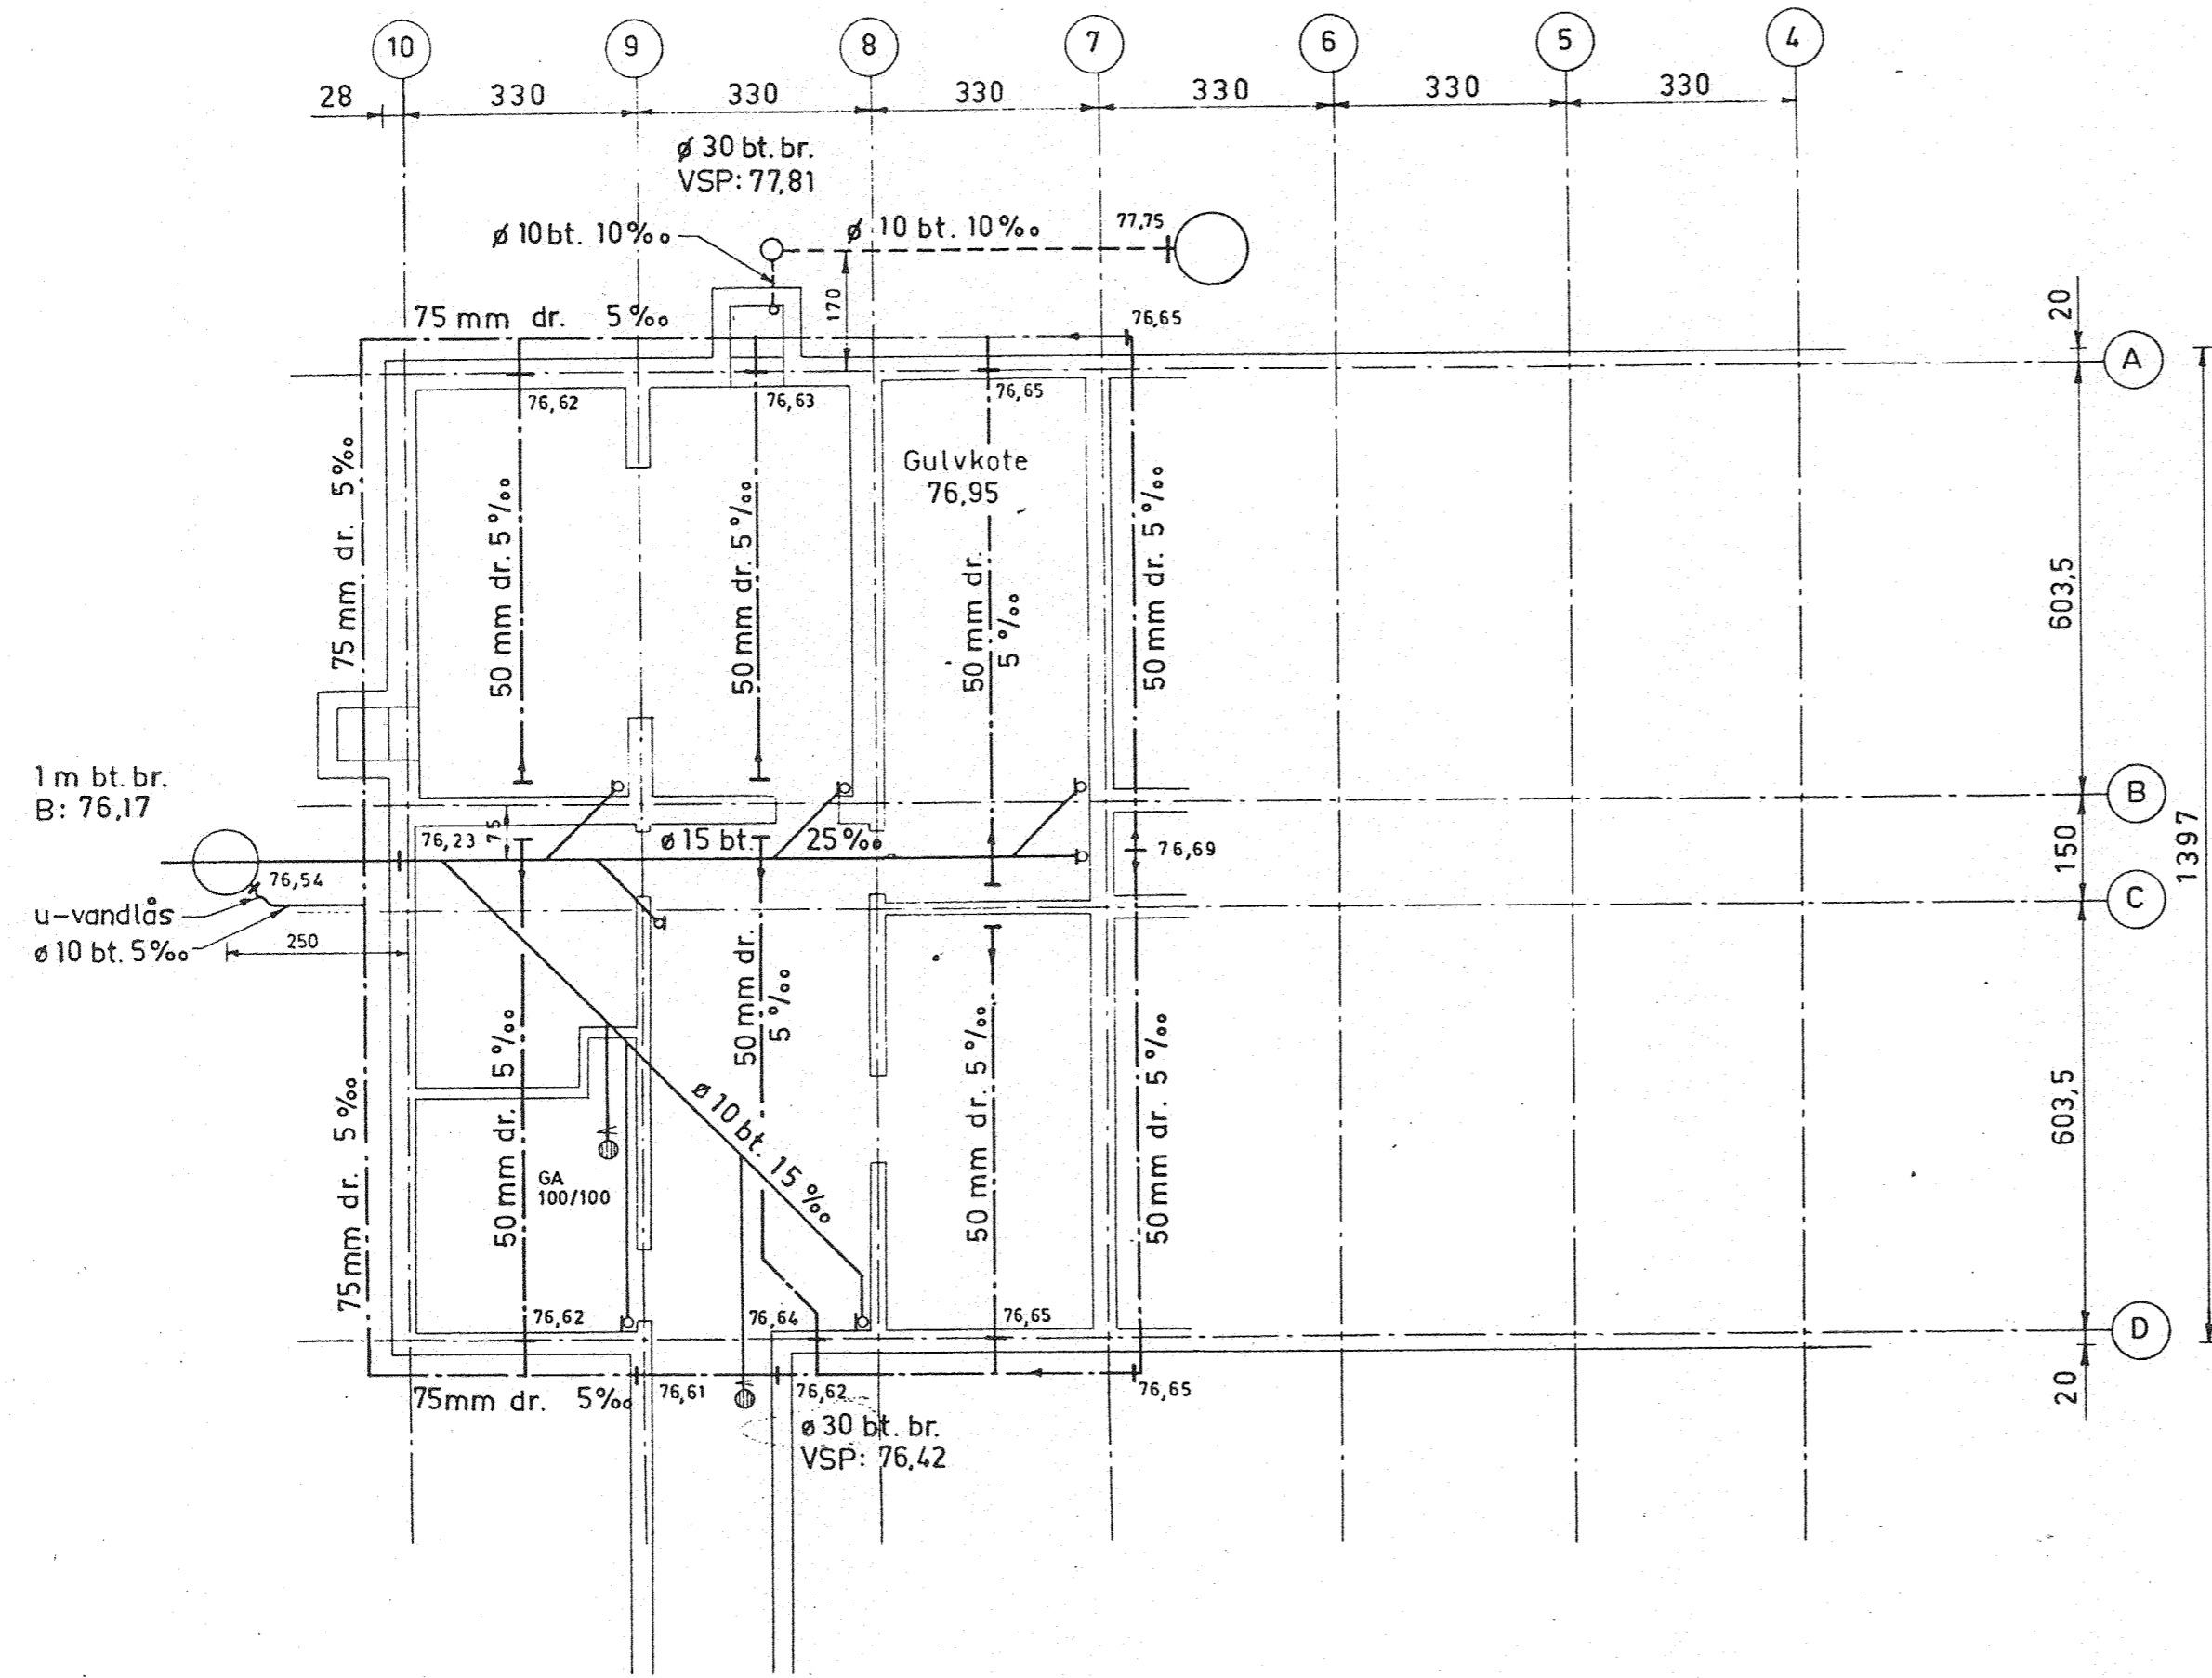 10
9
8
7
6
5
4
28
330
330
330
330
330
330
ø 30 bt. br.
VSP: 77,81
ø 10 bt. 10‰
ø 10 bt. 10‰
77,75
170
75 mm dr. 5‰
76,65
20
A
76,62
76,63
76,65
Gulvkote
76,95
75 mm dr. 5‰
50 mm dr. 5‰
50 mm dr. 5‰
50 mm dr.
5‰
50 mm dr. 5‰
603,5
1 m bt. br.
B: 76,17
B
76,23
75
ø 15 bt. 25‰
76,69
150
1397
76,54
u-vandlås
ø 10 bt. 5‰
250
C
50 mm dr. 5‰
50 mm dr.
5‰
50 mm dr. 5‰
50 mm dr. 5‰
75mm dr. 5‰
ø 10 bt. 15‰
GA
100/100
603,5
76,62
76,64
76,65
D
75mm dr. 5‰
76,61
76,62
76,65
20
ø 30 bt. br.
VSP: 76,42